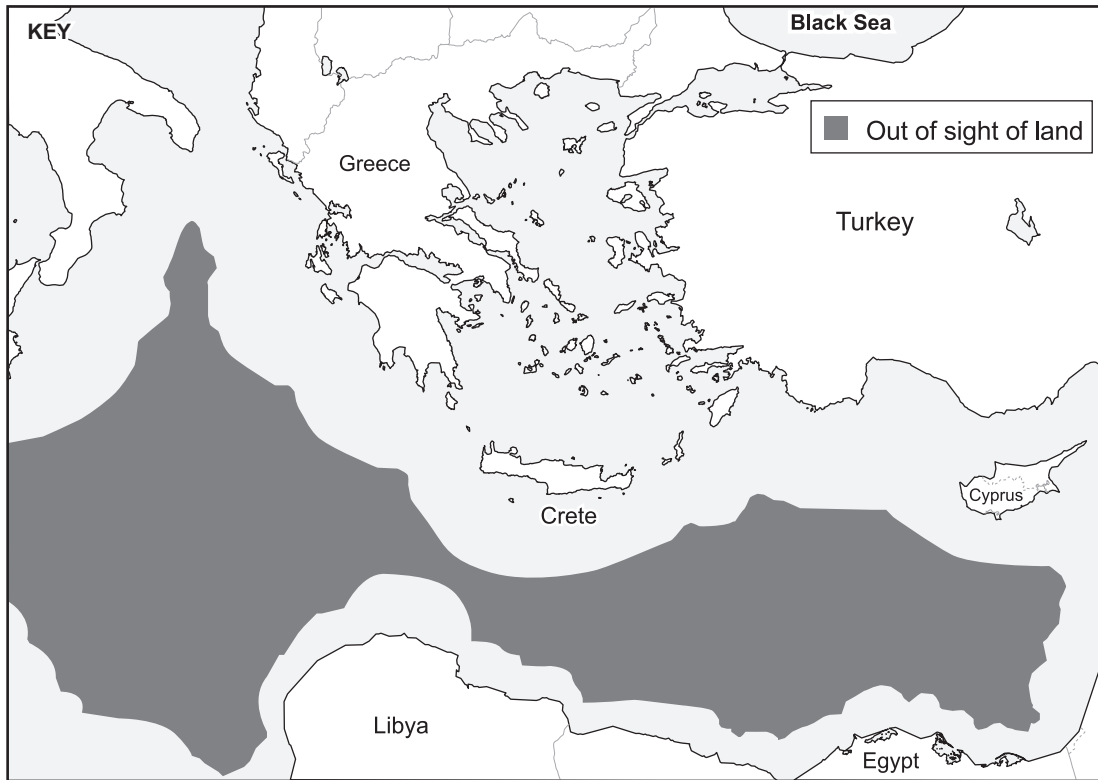 KEY
Black Sea
Out of sight of land
Greece
Turkey
Cyprus
Crete
Libya
Egypt